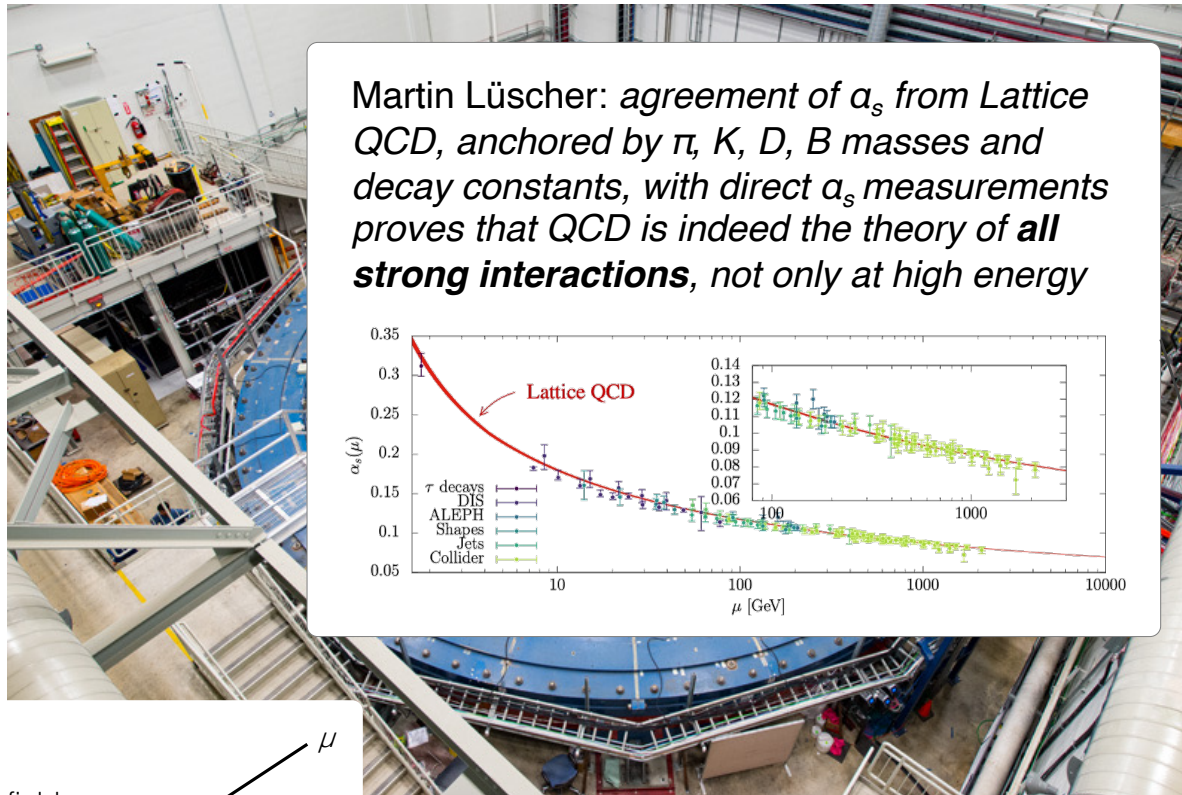 Martin Lüscher: agreement of αs from Lattice
QCD, anchored by π, K, D, B masses and
decay constants, with direct αs measurements
proves that QCD is indeed the theory of all
strong interactions, not only at high energy
0.35
0.3
0.25
0.2
0.15
0.1
0.05
αs(μ)
Lattice QCD
τ decays
DIS
ALEPH
Shapes
Jets
Collider
10
100
1000
10000
μ [GeV]
0.14
0.13
0.12
0.11
0.1
0.09
0.08
0.07
0.06
100
1000
μ